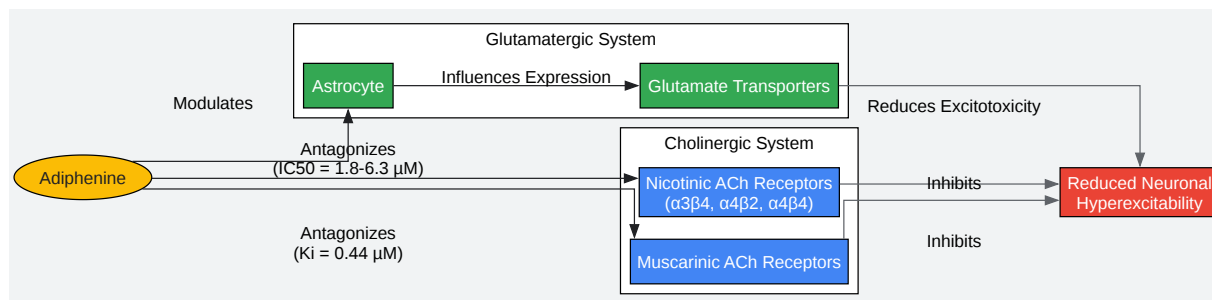 Glutamatergic System
Astrocyte
Influences Expression
Glutamate Transporters
Modulates
Reduces Excitotoxicity
Antagonizes
(IC50 = 1.8-6.3 µM)
Cholinergic System
Adiphenine
Nicotinic ACh Receptors
(α3β4, α4β2, α4β4)
Inhibits
Reduced Neuronal
Hyperexcitability
Antagonizes
(Ki = 0.44 µM)
Muscarinic ACh Receptors
Inhibits